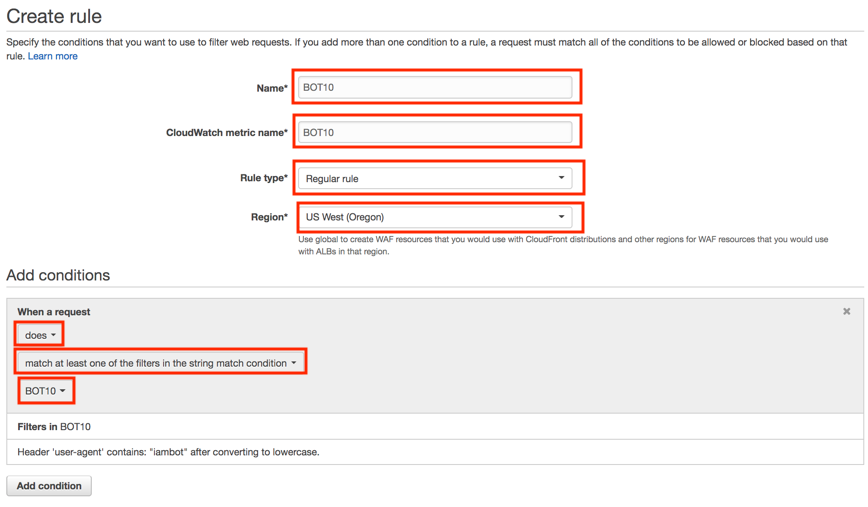 Create rule
Specify the conditions that you want to use to filter web requests. If you add more than one condition to a rule, a request must match all of the conditions to be allowed or blocked based on that
rule. Learn more
Name* BOT10
CloudWatch metric name* BOT10
Rule type* Regular rule
Region* US West (Oregon)
Use global to create WAF resources that you would use with CloudFront distributions and other regions for WAF resources that you would use
with ALBs in that region.
Add conditions
When a request
does
match at least one of the filters in the string match condition
BOT10
Filters in BOT10
Header 'user-agent' contains: "iambot" after converting to lowercase.
Add condition